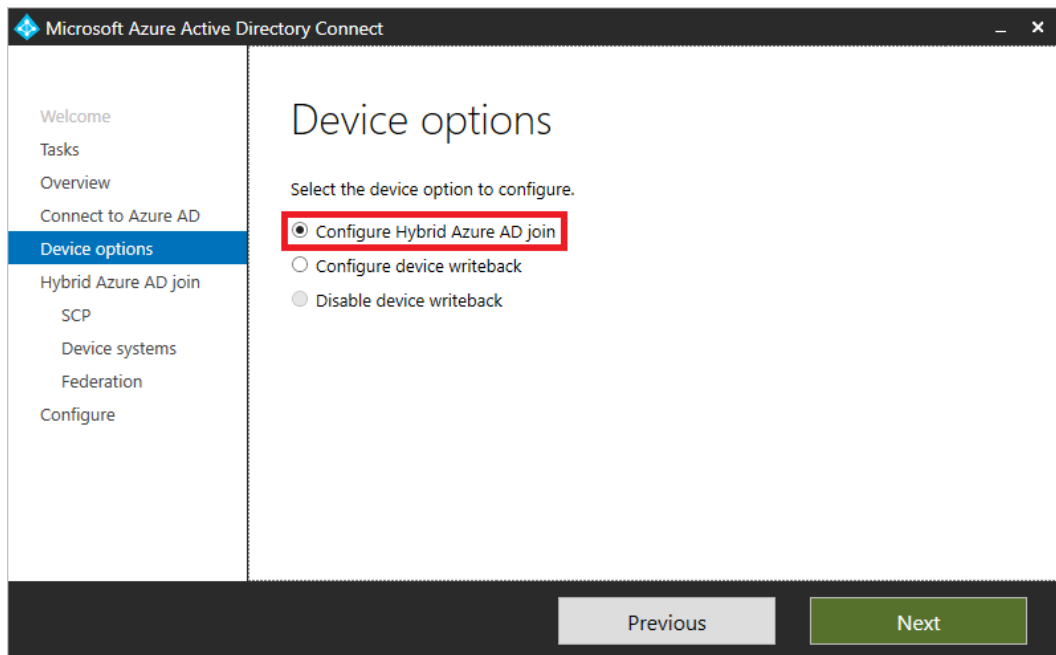 Microsoft Azure Active Directory Connect
Welcome
Tasks
Overview
Connect to Azure AD
Device options
Hybrid Azure AD join
SCP
Device systems
Federation
Configure
Device options
Select the device option to configure.
Configure Hybrid Azure AD join
Configure device writeback
Disable device writeback
Previous
Next